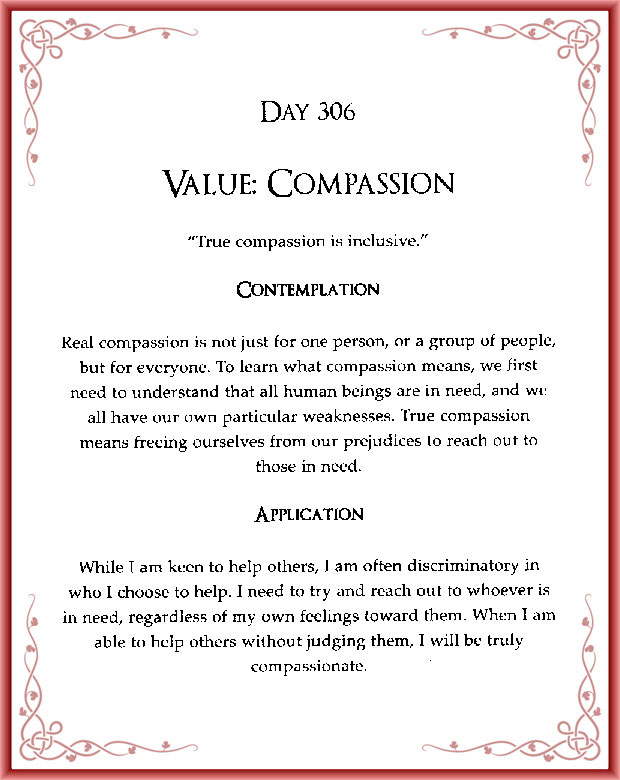 DAY 306
VALUE: COMPASSION
"True compassion is inclusive."
CONTEMPLATION
Real compassion is not just for one person, or a group of people,
but for everyone. To learn what compassion means, we first
need to understand that all human beings are in need, and we
all have our own particular weaknesses. True compassion
means freeing ourselves from our prejudices to reach out to
those in need.
APPLICATION
While I am keen to help others, I am often discriminatory in
who I choose to help. I need to try and reach out to whoever is
in need, regardless of my own feelings toward them. When I am
able to help others without judging them, I will be truly
compassionate.